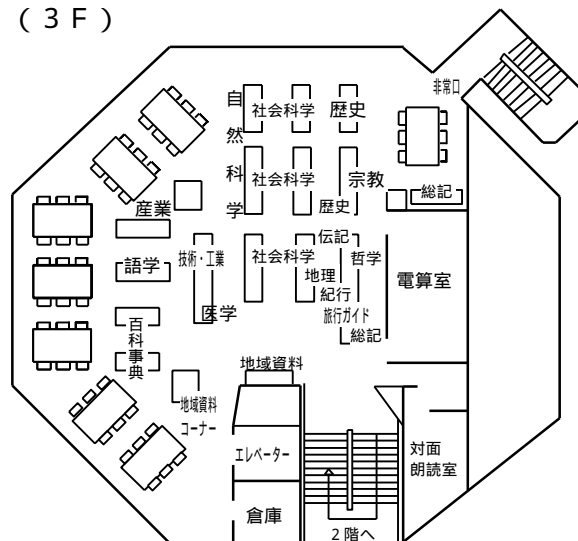 (3F)
非常口
自然科学
社会科学
歴史
社会科学
宗教
総記
歴史
産業
伝記
語学
技術・工業
社会科学
哲学
地理
電算室
紀行
医学
旅行ガイド
百科事典
総記
地域資料
地域資料
コーナー
エレベーター
対面
朗読室
倉庫
2階へ